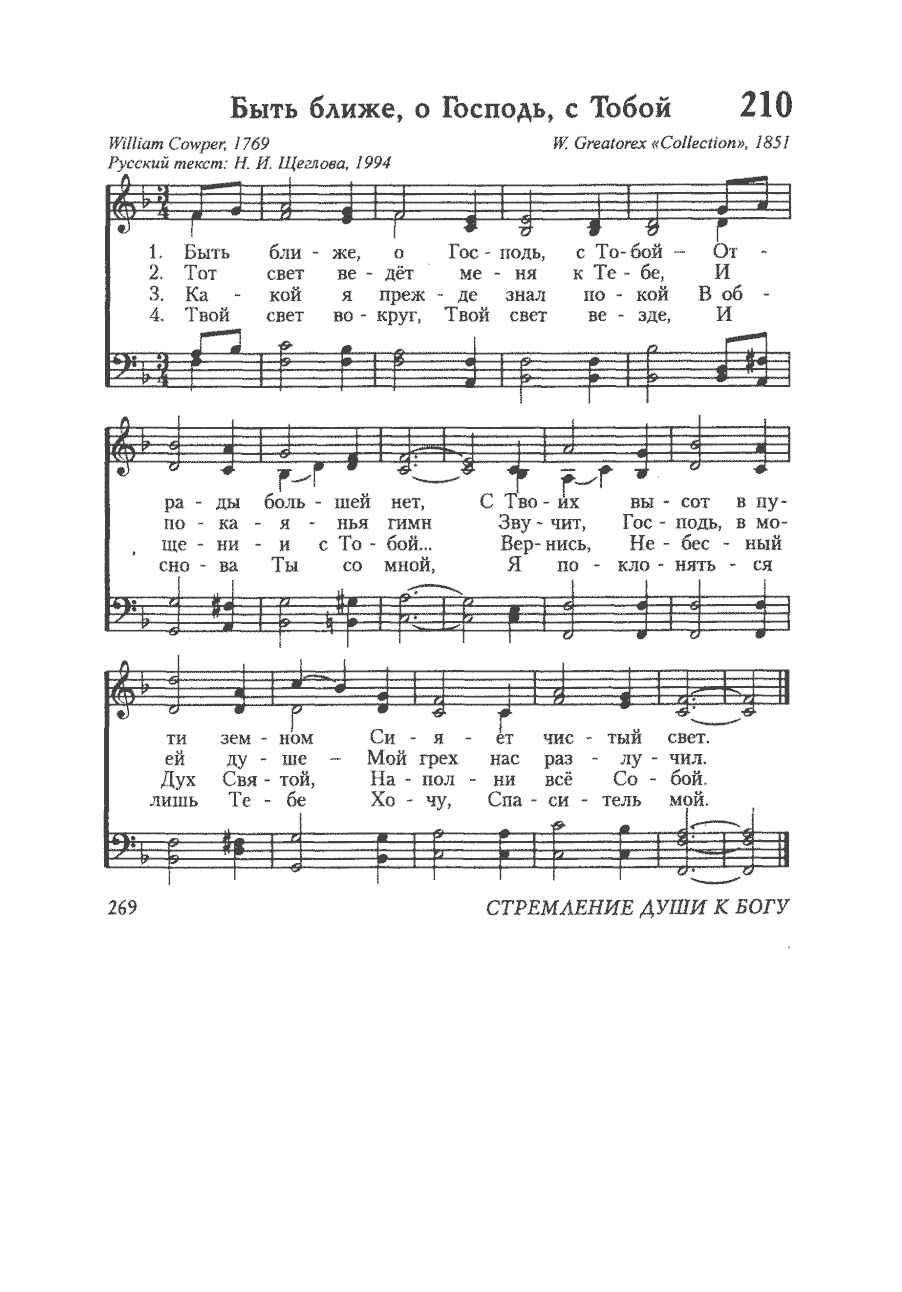 Быть ближе, о Господь, с Тобой 210
William Cowper, 1769 W. Greatorex «Collection», 1851
Русский текст: Н. И. Щеглова, 1994
1. Быть бли - же, о Гос - подь, с То - бой – От -
2. Тот свет ве - дёт ме - ня к Те - бе, И
3. Ка - кой я преж - де знал по - кой В об -
4. Твой свет во - круг, Твой свет ве - зде, И
ра - ды боль - шей нет, С Тво - их вы - сот в пу-
по - ка - я - нья гимн Зву - чит, Гос - подь, в мо-
ще - ни - и с То - бой... Вер - нись, Не - бес - ный
сно - ва Ты со мной, Я по - кло - нять - ся
ти зем - ном Си - я - ет чис - тый свет.
ей ду - ше – Мой грех нас раз - лу - чил.
Дух Свя - той, На - пол - ни всё Со - бой.
лишь Те - бе Хо - чу, Спа - си - тель мой.
269 СТРЕМЛЕНИЕ ДУШИ К БОГУ